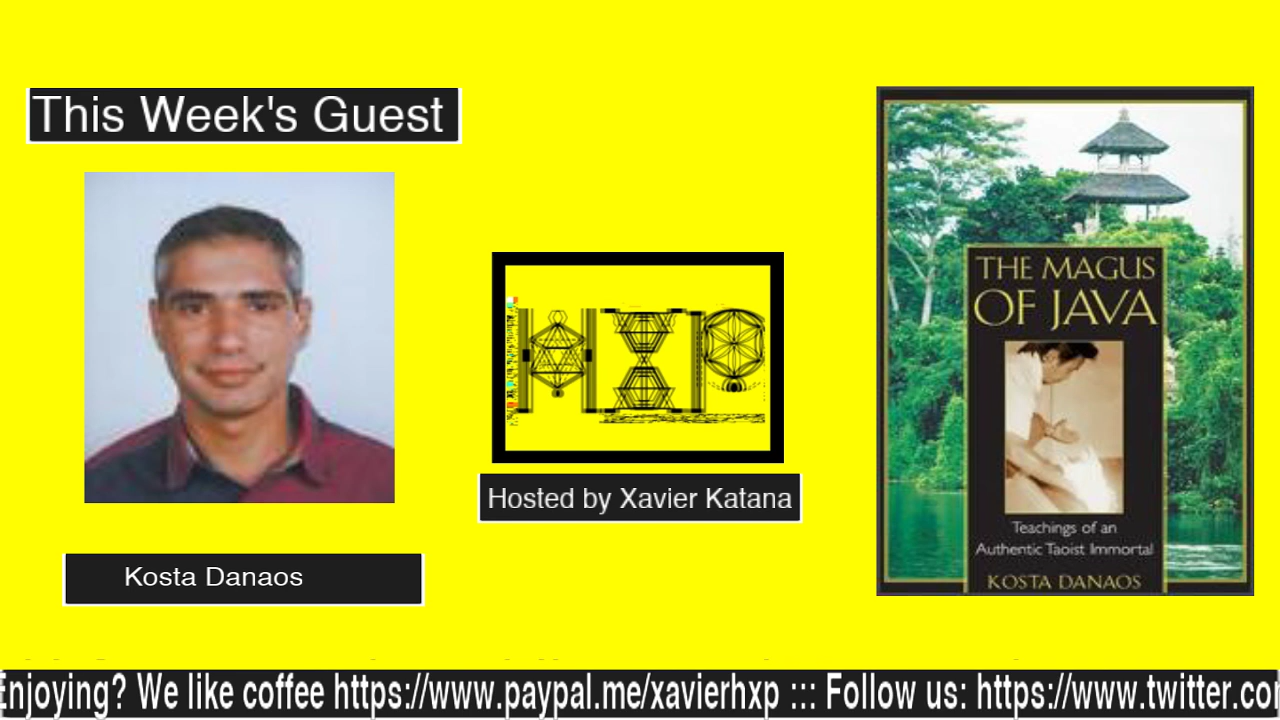 This Week's Guest
Kosta Danaos
Hosted by Xavier Katana
THE MAGUS
OF JAVA
Teachings of an
Authentic Taoist Immortal
KOSTA DANAOS
Enjoying? We like coffee https://www.paypal.me/xavierhxp ::: Follow us: https://www.twitter.co